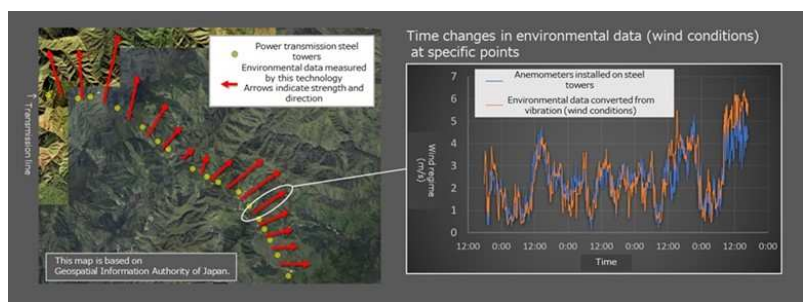 Power transmission steel
towers
Environmental data measured
by this technology
Arrows indicate strength and
direction
↑ Transmission line
This map is based on
Geospatial Information Authority of Japan.
Time changes in environmental data (wind conditions)
at specific points
Anemometers installed on steel
towers
Environmental data converted from
vibration (wind conditions)
Wind regime
(m/s)
7
6
5
4
3
2
1
0
12:00 0:00 12:00 0:00 12:00 0:00 12:00 0:00 12:00 0:00
Time